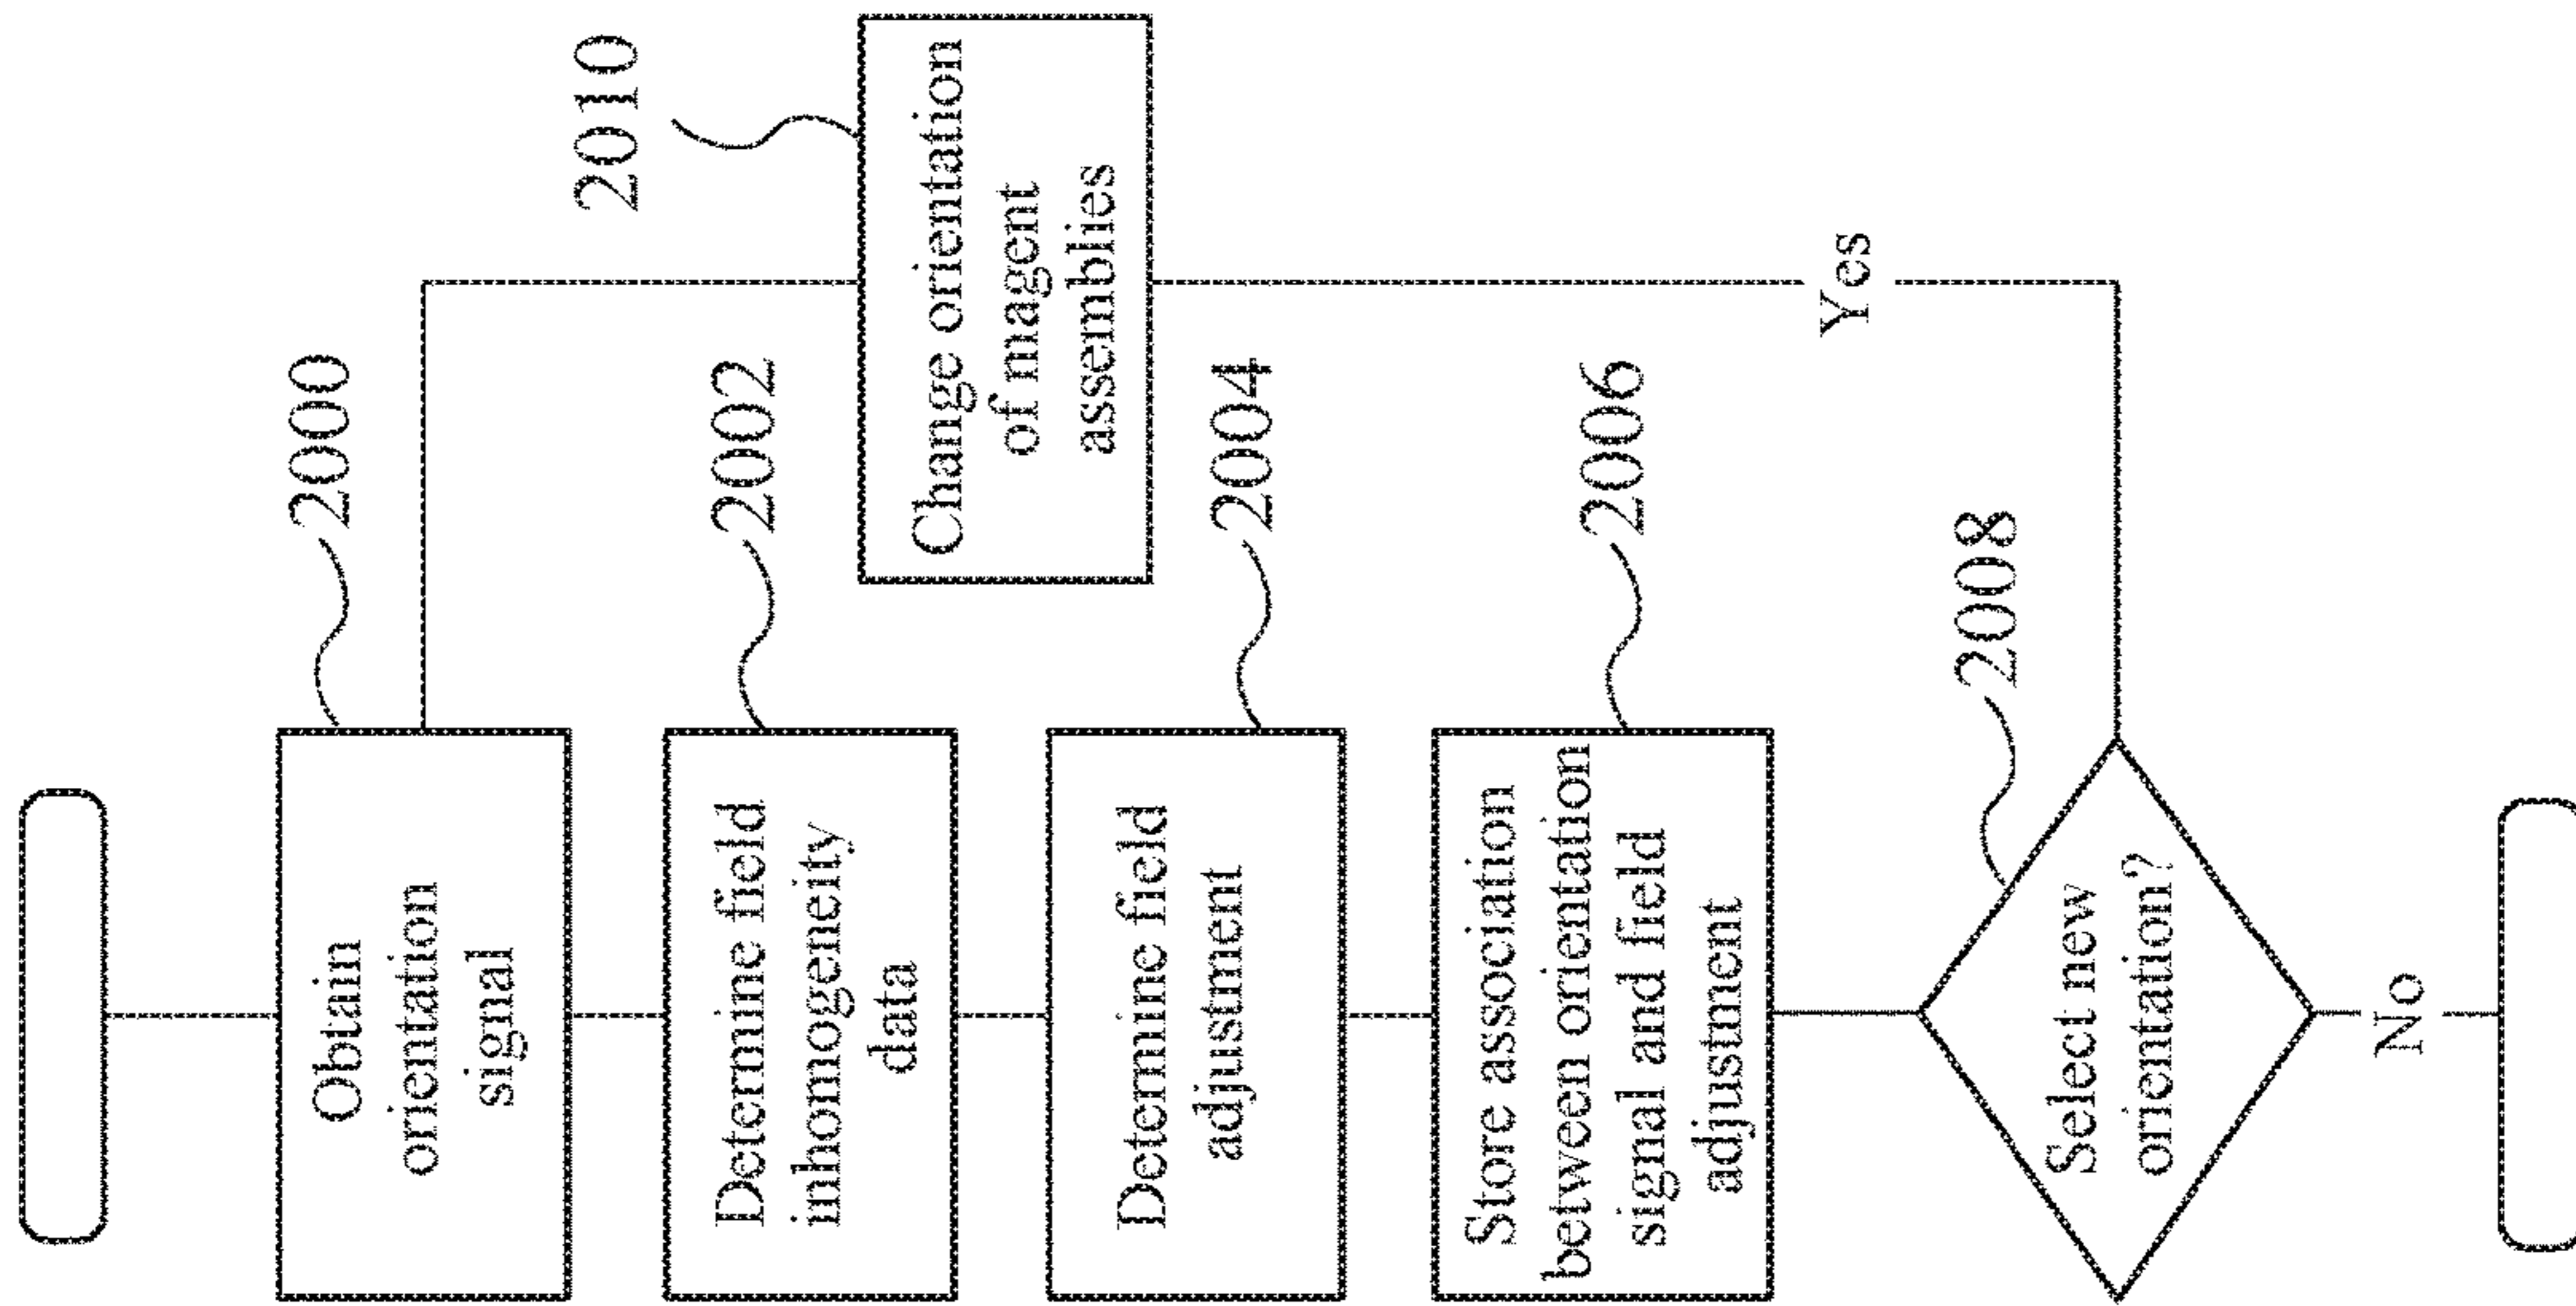 2000
Obtain
orientation
signal
2002
Determine field
inhomogeneity
data
2010
Change orientation
of magent
assemblies
2004
Determine field
adjustment
2006
Store association
between orientation
signal and field
adjustment
2008
Select new
orientation?
Yes
No